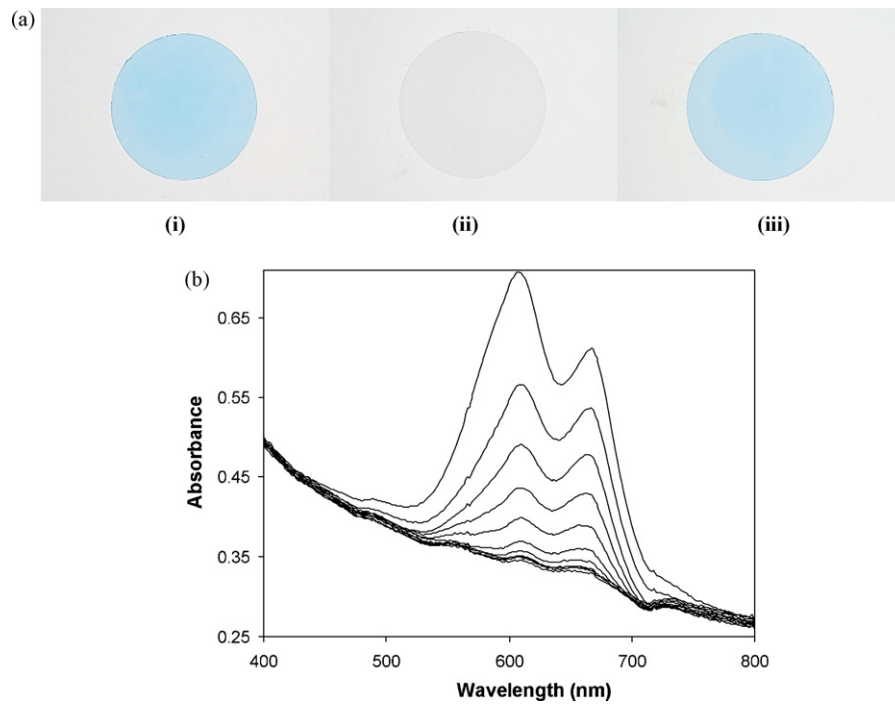 (a)
(i) (ii) (iii)
(b)
0.65
0.55
0.45
0.35
0.25
Absorbance
400 500 600 700 800
Wavelength (nm)